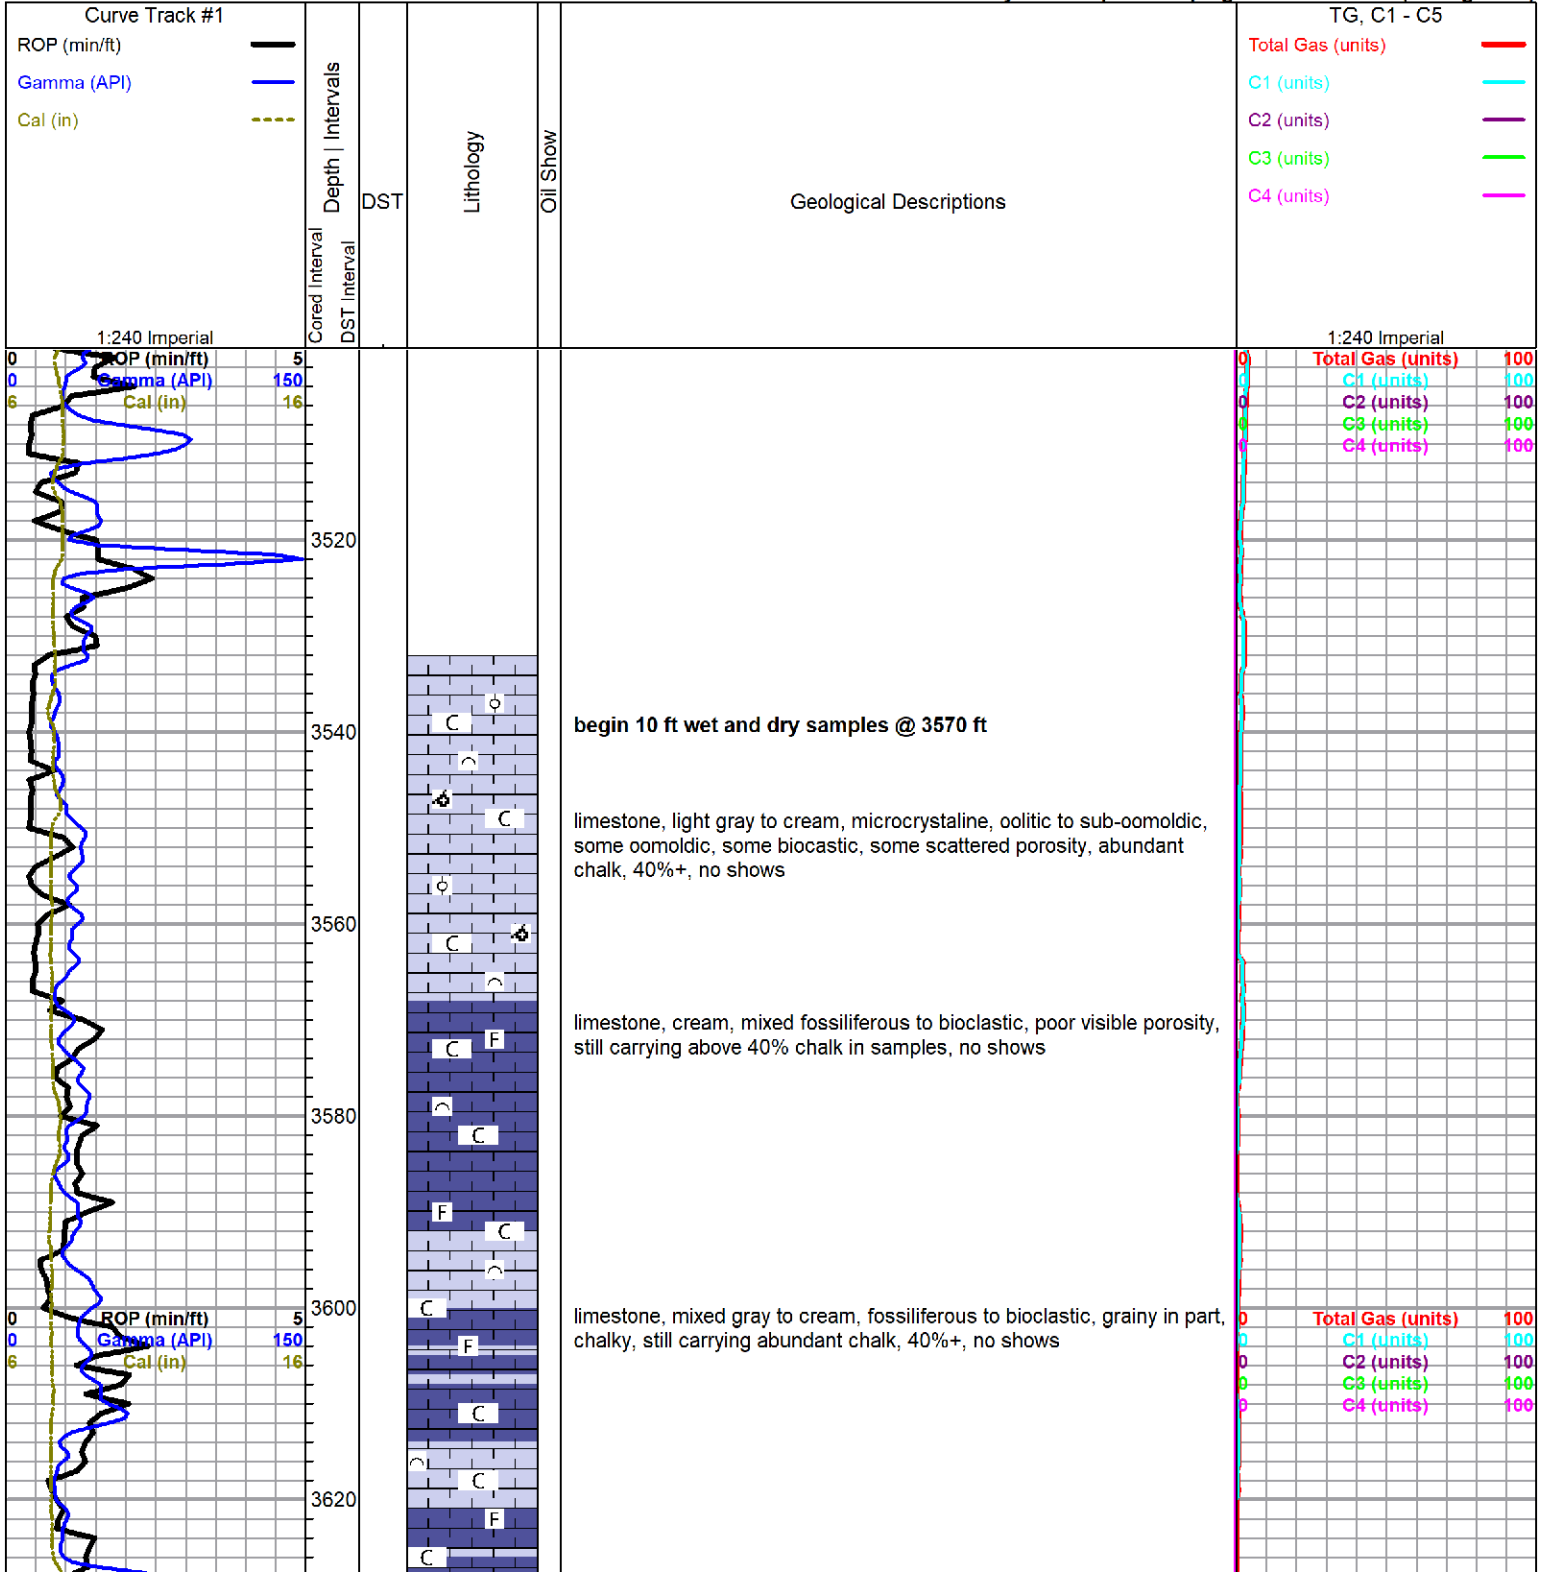 Curve Track #1
ROP (min/ft)
Gamma (API)
Cal (in)
1:240 Imperial
Cored Interval
Depth | Intervals
DST Interval
DST
Lithology
Oil Show
Geological Descriptions
TG, C1 - C5
Total Gas (units)
C1 (units)
C2 (units)
C3 (units)
C4 (units)
1:240 Imperial
0 ROP (min/ft) 5
0 Gamma (API) 150
6 Cal (in) 16
0 Total Gas (units) 100
0 C1 (units) 100
0 C2 (units) 100
0 C3 (units) 100
0 C4 (units) 100
3520
3540
C
begin 10 ft wet and dry samples @ 3570 ft
C
limestone, light gray to cream, microcrystaline, oolitic to sub-oomoldic,
some oomoldic, some biocastic, some scattered porosity, abundant
chalk, 40%+, no shows
3560
C
limestone, cream, mixed fossiliferous to bioclastic, poor visible porosity,
still carrying above 40% chalk in samples, no shows
F
C
3580
C
F
C
3600
C
limestone, mixed gray to cream, fossiliferous to bioclastic, grainy in part,
chalky, still carrying abundant chalk, 40%+, no shows
0 ROP (min/ft) 5
0 Gamma (API) 150
6 Cal (in) 16
0 Total Gas (units) 100
0 C1 (units) 100
0 C2 (units) 100
0 C3 (units) 100
0 C4 (units) 100
F
C
C
3620
F
C